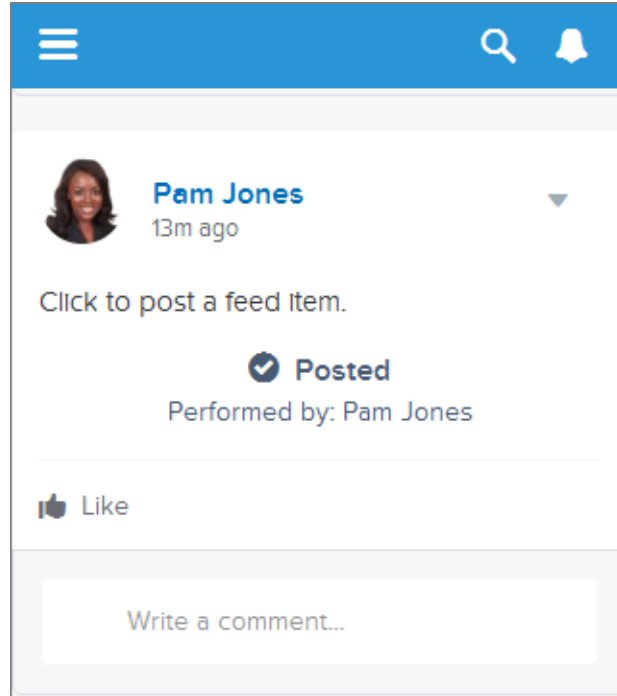 Pam Jones
13m ago
Click to post a feed item.
Posted
Performed by: Pam Jones
Like
Write a comment...